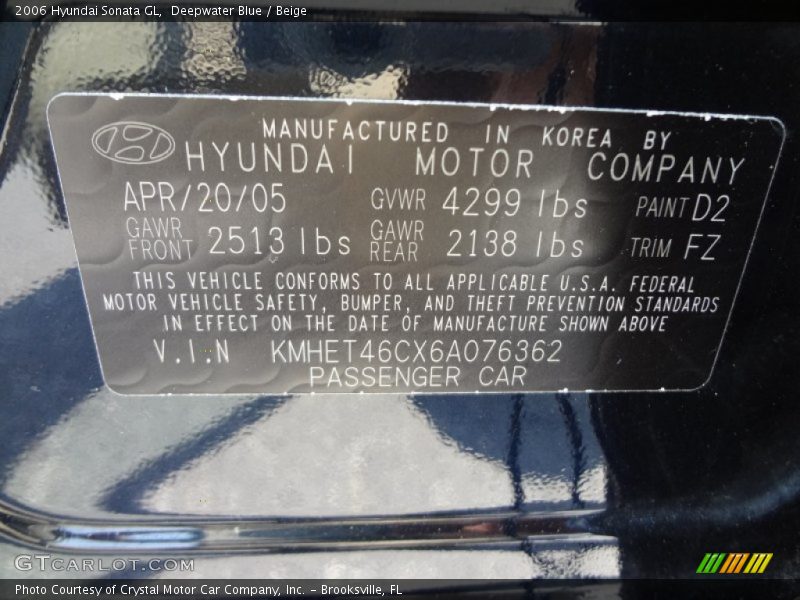 2006 Hyundai Sonata GL, Deepwater Blue / Beige
MANUFACTURED IN KOREA BY
HYUNDAI MOTOR COMPANY
APR/20/05 GVWR 4299 lbs PAINT D2
GAWR FRONT 2513 lbs GAWR REAR 2138 lbs TRIM FZ
THIS VEHICLE CONFORMS TO ALL APPLICABLE U.S.A. FEDERAL
MOTOR VEHICLE SAFETY, BUMPER, AND THEFT PREVENTION STANDARDS
IN EFFECT ON THE DATE OF MANUFACTURE SHOWN ABOVE
V.I.N KMHET46CX6A076362
PASSENGER CAR
GTCARLOT.COM
Photo Courtesy of Crystal Motor Car Company, Inc. – Brooksville, FL